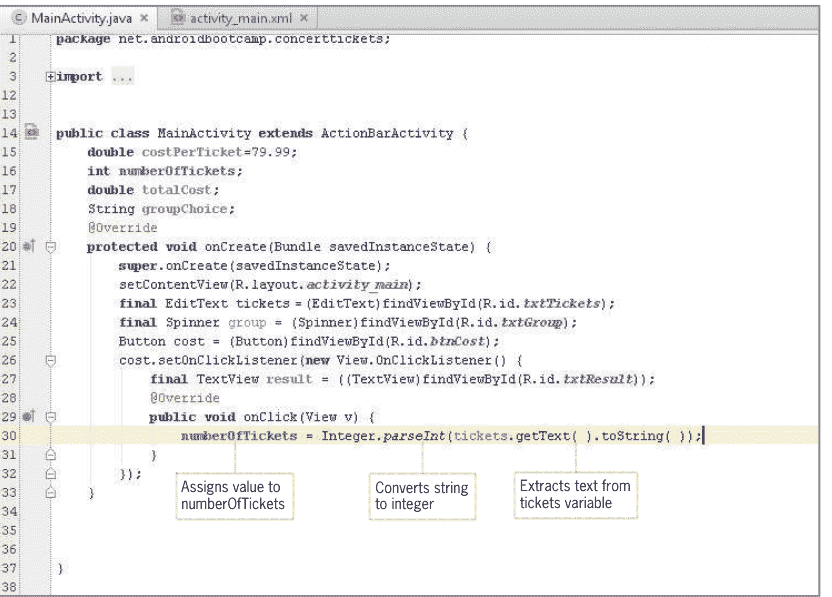 MainActivity.java × activity_main.xml ×
1 package net.androidbootcamp.concerttickets;
2
3 import ...
12
13
14 public class MainActivity extends ActionBarActivity {
15 double costPerTicket=79.99;
16 int numberOfTickets;
17 double totalCost;
18 String groupChoice;
19 @Override
20 protected void onCreate(Bundle savedInstanceState) {
21 super.onCreate(savedInstanceState);
22 setContentView(R.layout.activity_main);
23 final EditText tickets = (EditText)findViewById(R.id.txtTickets);
24 final Spinner group = (Spinner)findViewById(R.id.txtGroup);
25 Button cost = (Button)findViewById(R.id.btnCost);
26 cost.setOnClickListener(new View.OnClickListener() {
27 final TextView result = ((TextView)findViewById(R.id.txtResult));
28 @Override
29 public void onClick(View v) {
30 numberOfTickets = Integer.parseInt(tickets.getText( ).toString( ));
31 }
32 });
33 }
34
35
36
37 }
38
Assigns value to
numberOfTickets
Converts string
to integer
Extracts text from
tickets variable